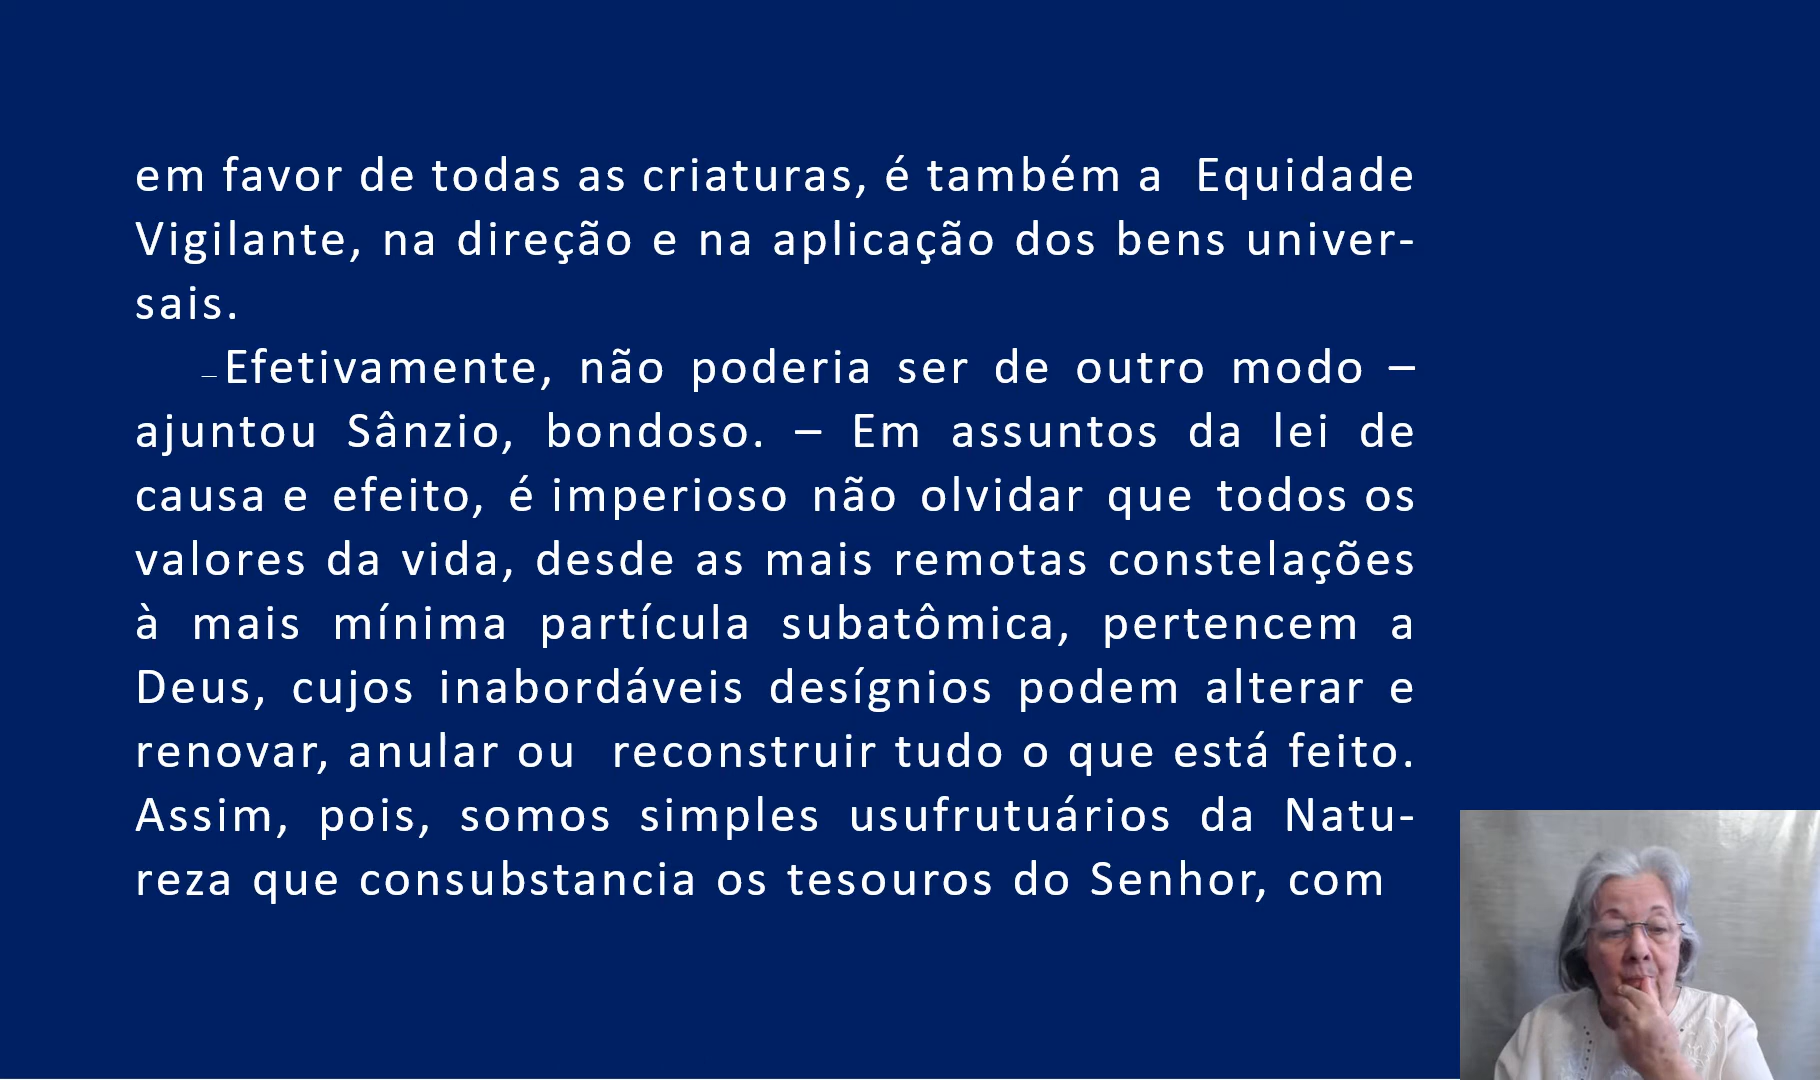 em favor de todas as criaturas, é também a Equidade
Vigilante, na direção e na aplicação dos bens univer-
sais.
– Efetivamente, não poderia ser de outro modo –
ajuntou Sânzio, bondoso. – Em assuntos da lei de
causa e efeito, é imperioso não olvidar que todos os
valores da vida, desde as mais remotas constelações
à mais mínima partícula subatômica, pertencem a
Deus, cujos inabordáveis desígnios podem alterar e
renovar, anular ou reconstruir tudo o que está feito.
Assim, pois, somos simples usufrutuários da Natu-
reza que consubstancia os tesouros do Senhor, com